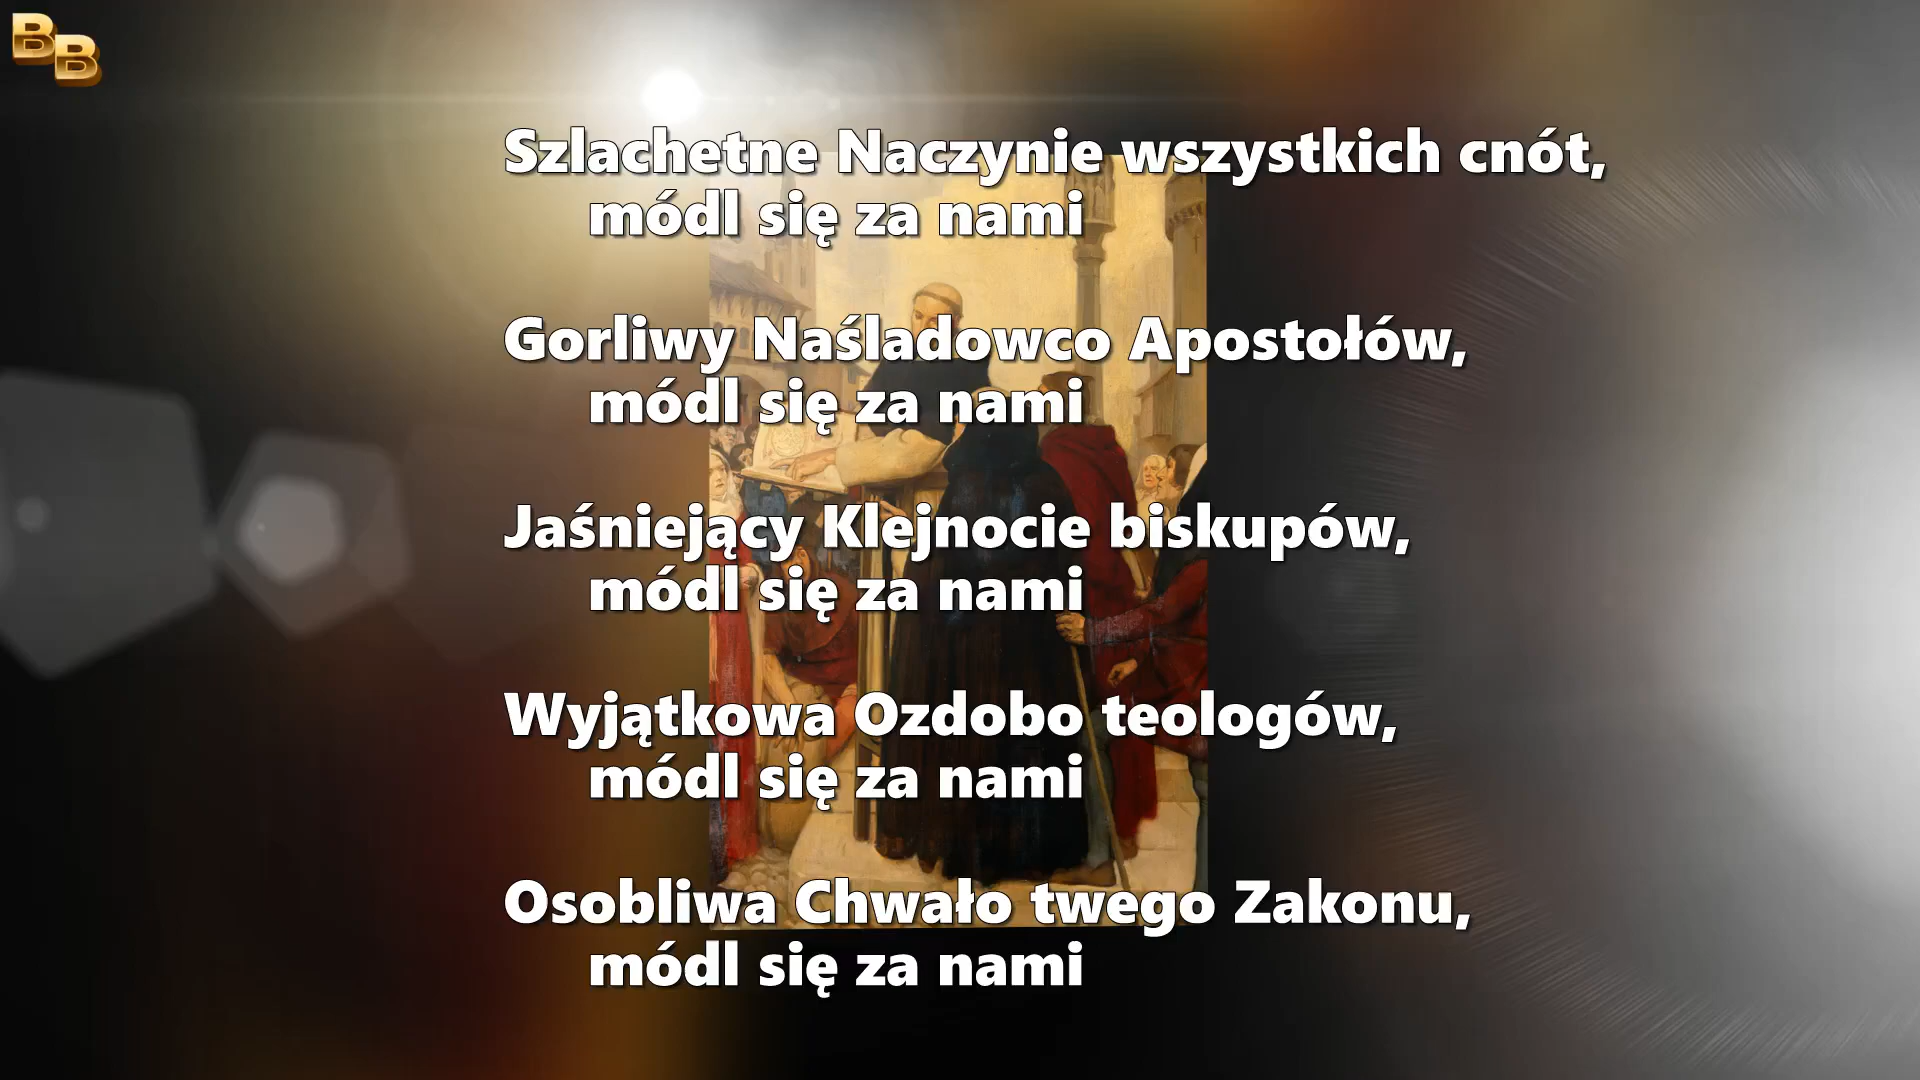 BB
Szlachetne Naczynie wszystkich cnót,
módl się za nami
Gorliwy Naśladowco Apostołów,
módl się za nami
Jaśniejący Klejnocie biskupów,
módl się za nami
Wyjątkowa Ozdobo teologów,
módl się za nami
Osobliwa Chwało twego Zakonu,
módl się za nami